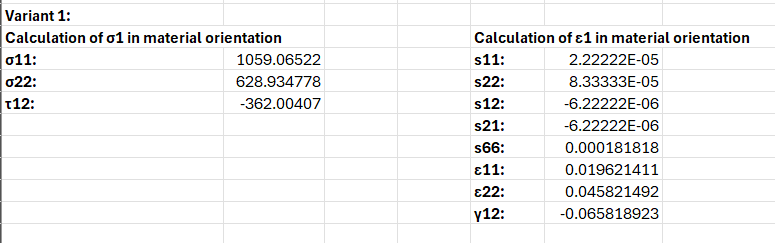 Variant 1:
Calculation of σ1 in material orientation Calculation of ε1 in material orientation
σ11: 1059.06522 s11: 2.22222E-05
σ22: 628.934778 s22: 8.33333E-05
τ12: -362.00407 s12: -6.22222E-06
s21: -6.22222E-06
s66: 0.000181818
ε11: 0.019621411
ε22: 0.045821492
γ12: -0.065818923